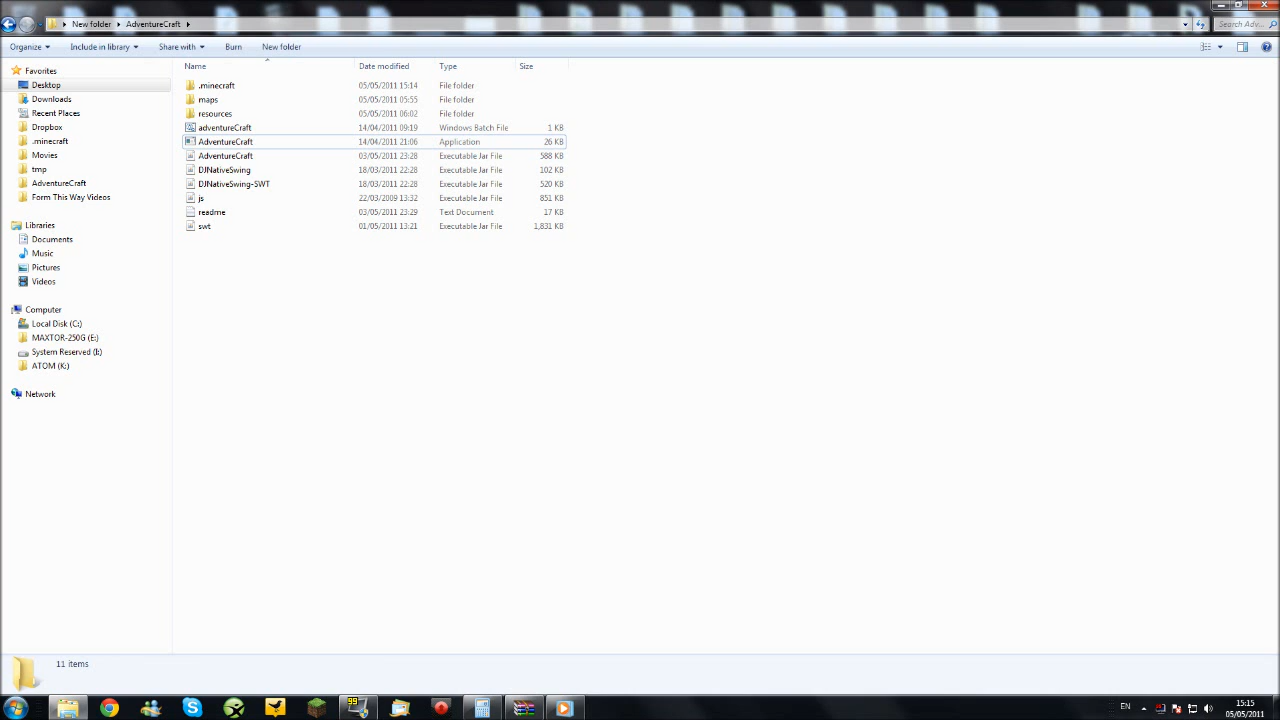 New folder AdventureCraft Search Adv...
Organize Include in library Share with Burn New folder
Name Date modified Type Size
Favorites
Desktop
Downloads
Recent Places
Dropbox
.minecraft
Movies
tmp
AdventureCraft
Form This Way Videos
Libraries
Documents
Music
Pictures
Videos
Computer
Local Disk (C:)
MAXTOR-250G (E:)
System Reserved (I:)
ATOM (K:)
Network
.minecraft 05/05/2011 15:14 File folder
maps 05/05/2011 05:55 File folder
resources 05/05/2011 06:02 File folder
adventureCraft 14/04/2011 09:19 Windows Batch File 1 KB
AdventureCraft 14/04/2011 21:06 Application 26 KB
AdventureCraft 03/05/2011 23:28 Executable Jar File 588 KB
DJNativeSwing 18/03/2011 22:28 Executable Jar File 102 KB
DJNativeSwing-SWT 18/03/2011 22:28 Executable Jar File 520 KB
js 22/03/2009 13:32 Executable Jar File 851 KB
readme 03/05/2011 23:29 Text Document 17 KB
swt 01/05/2011 13:21 Executable Jar File 1,831 KB
11 items
99
EN
15:15
05/05/2011